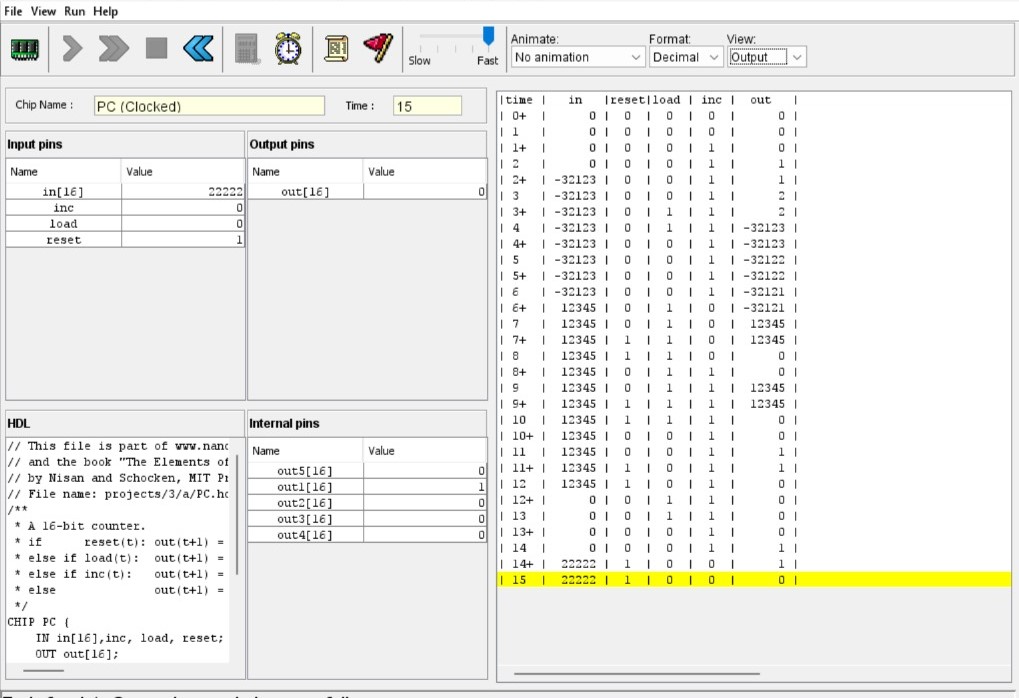 File View Run Help
Animate: Format: View:
Slow Fast No animation Decimal Output
Chip Name : PC (Clocked) Time : 15
Input pins
Name Value
in[16] 22222
inc 0
load 0
reset 1
Output pins
Name Value
out[16] 0
HDL
// This file is part of www.nand
// and the book "The Elements of
// by Nisan and Schocken, MIT Pr
// File name: projects/3/a/PC.hd
/**
* A 16-bit counter.
* if reset(t): out(t+1) =
* else if load(t): out(t+1) =
* else if inc(t): out(t+1) =
* else out(t+1) =
*/
CHIP PC {
IN in[16],inc, load, reset;
OUT out[16];
Internal pins
Name Value
out5[16] 0
out1[16] 1
out2[16] 0
out3[16] 0
out4[16] 0
|time | in |reset|load | inc | out |
| 0+ | 0 | 0 | 0 | 0 | 0 |
| 1 | 0 | 0 | 0 | 0 | 0 |
| 1+ | 0 | 0 | 0 | 1 | 0 |
| 2 | 0 | 0 | 0 | 1 | 1 |
| 2+ | -32123 | 0 | 0 | 1 | 1 |
| 3 | -32123 | 0 | 0 | 1 | 2 |
| 3+ | -32123 | 0 | 1 | 1 | 2 |
| 4 | -32123 | 0 | 1 | 1 | -32123 |
| 4+ | -32123 | 0 | 0 | 1 | -32123 |
| 5 | -32123 | 0 | 0 | 1 | -32122 |
| 5+ | -32123 | 0 | 0 | 1 | -32122 |
| 6 | -32123 | 0 | 0 | 1 | -32121 |
| 6+ | 12345 | 0 | 1 | 0 | -32121 |
| 7 | 12345 | 0 | 1 | 0 | 12345 |
| 7+ | 12345 | 1 | 1 | 0 | 12345 |
| 8 | 12345 | 1 | 1 | 0 | 0 |
| 8+ | 12345 | 0 | 1 | 1 | 0 |
| 9 | 12345 | 0 | 1 | 1 | 12345 |
| 9+ | 12345 | 1 | 1 | 1 | 12345 |
| 10 | 12345 | 1 | 1 | 1 | 0 |
| 10+ | 12345 | 0 | 0 | 1 | 0 |
| 11 | 12345 | 0 | 0 | 1 | 1 |
| 11+ | 12345 | 1 | 0 | 1 | 1 |
| 12 | 12345 | 1 | 0 | 1 | 0 |
| 12+ | 0 | 0 | 1 | 1 | 0 |
| 13 | 0 | 0 | 1 | 1 | 0 |
| 13+ | 0 | 0 | 0 | 1 | 0 |
| 14 | 0 | 0 | 0 | 1 | 1 |
| 14+ | 22222 | 1 | 0 | 0 | 1 |
| 15 | 22222 | 1 | 0 | 0 | 0 |